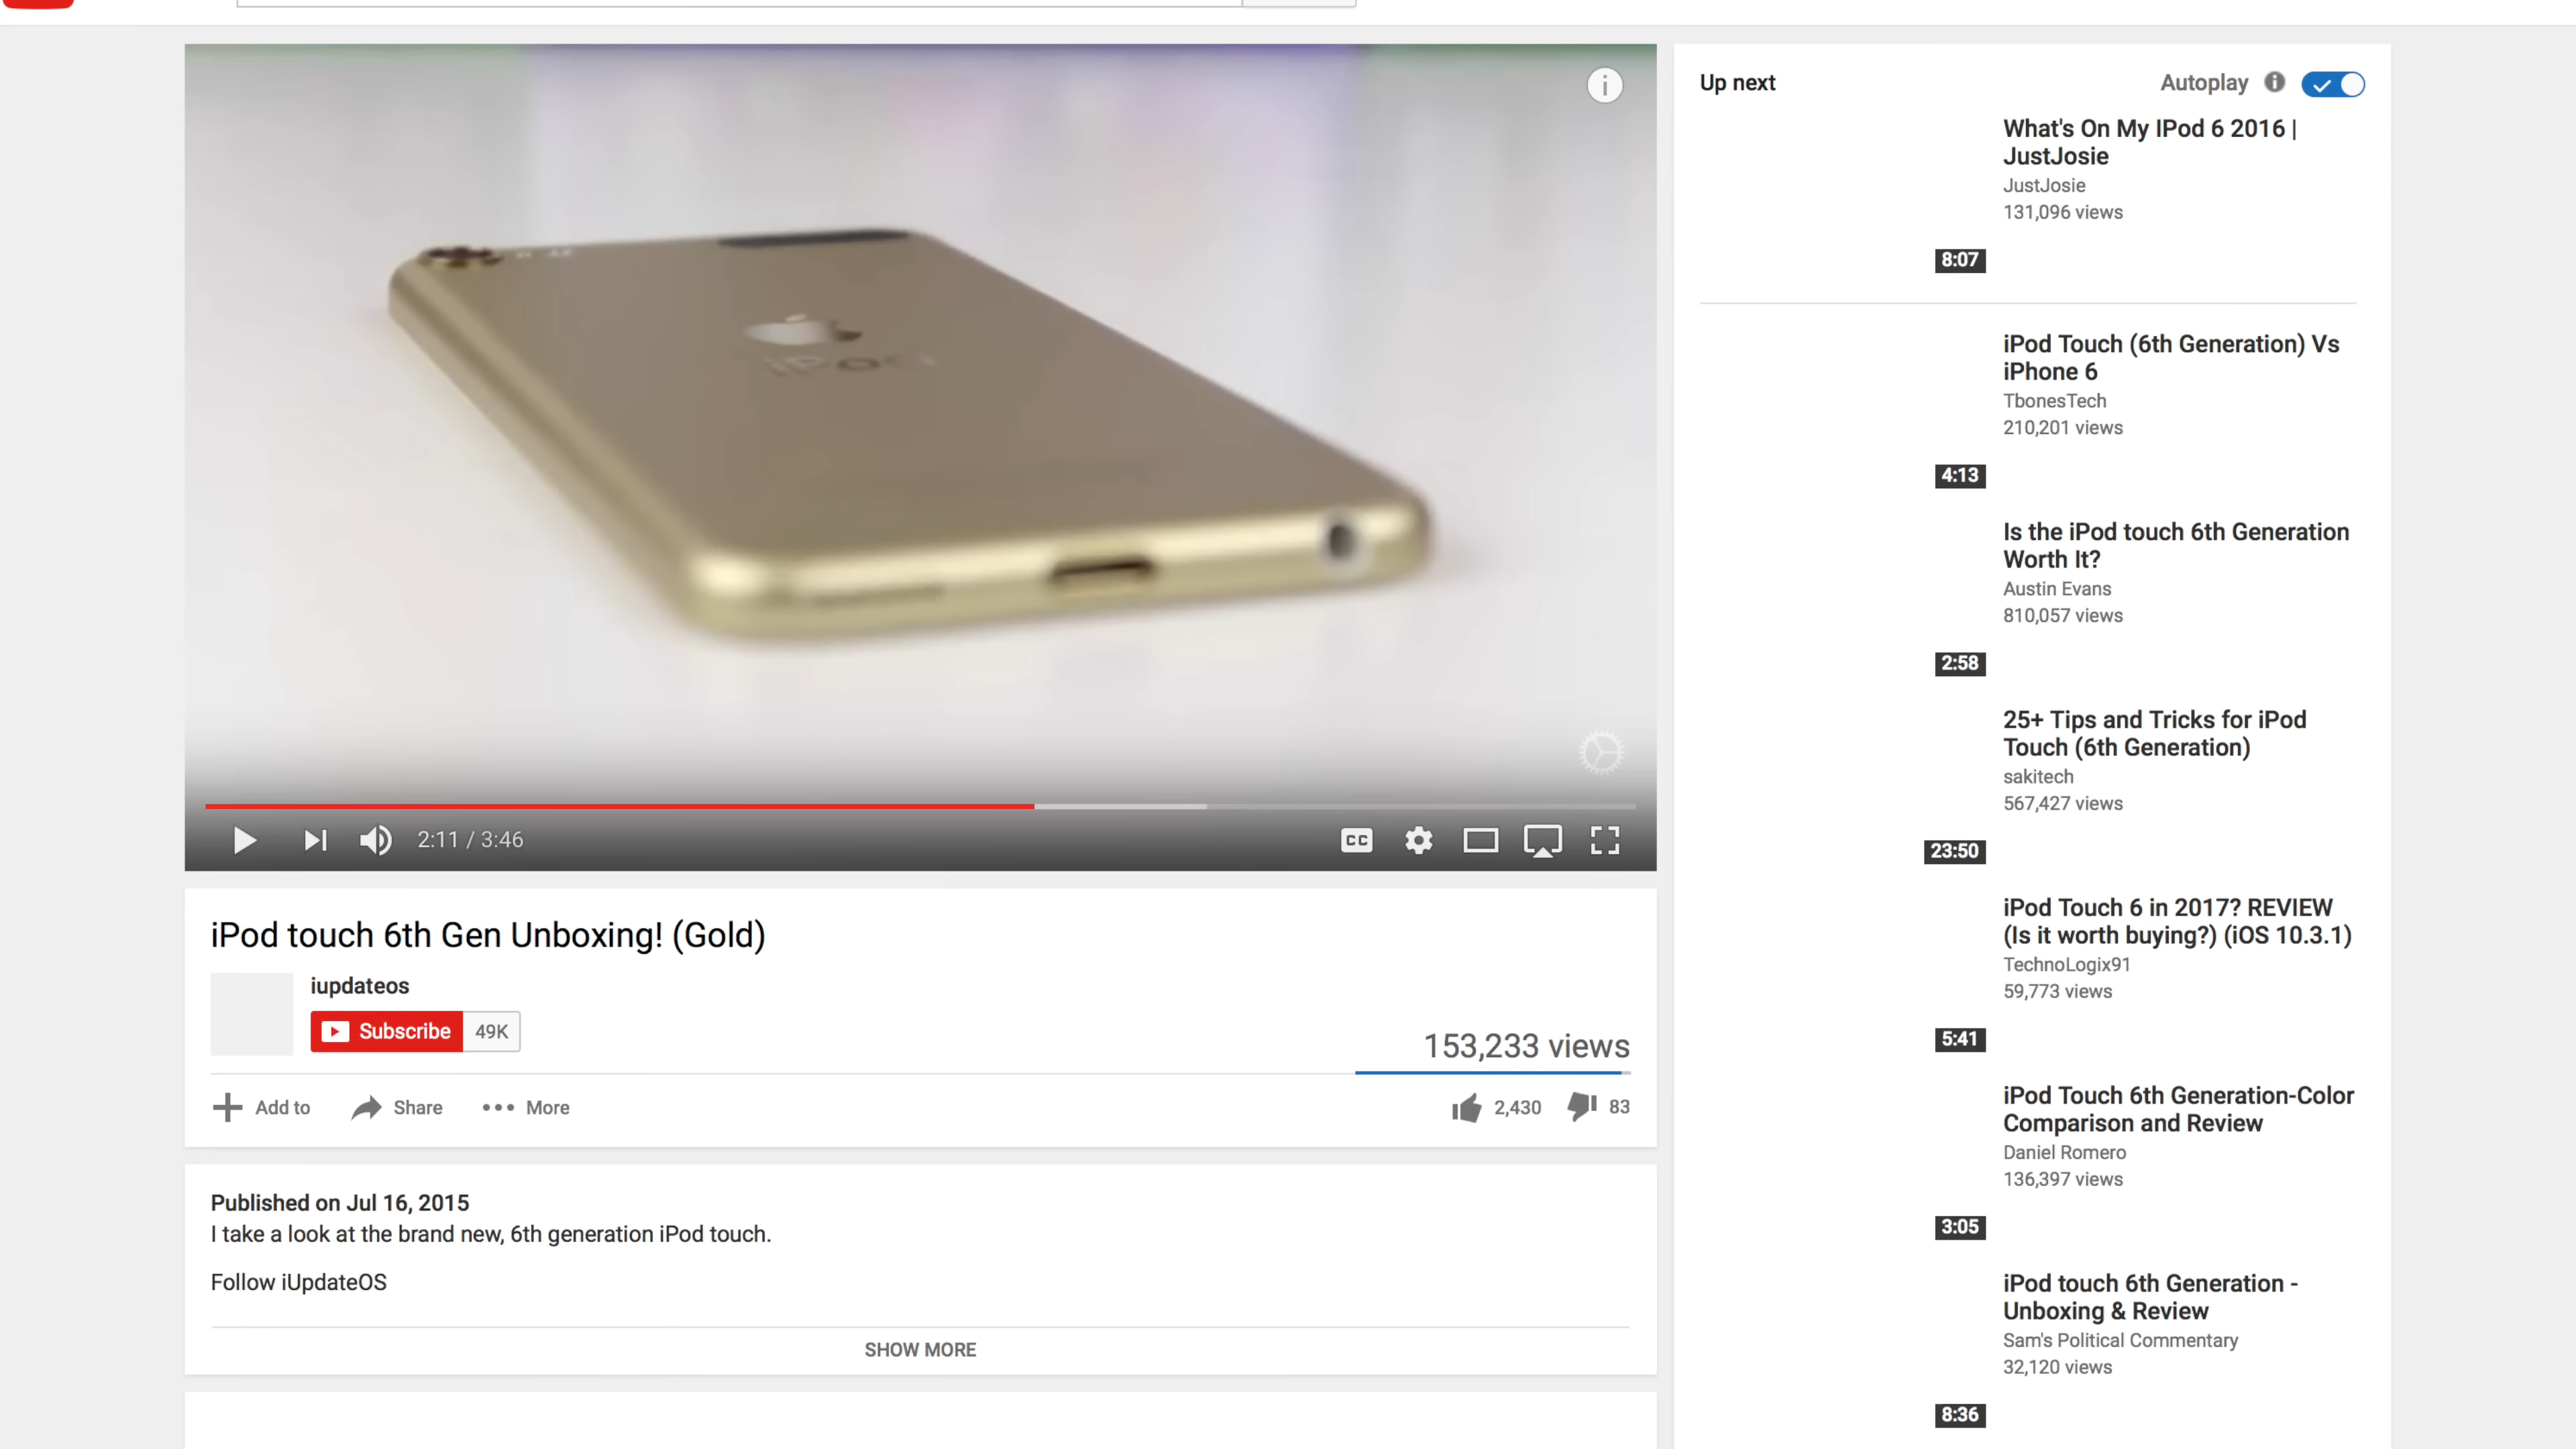 iPod
CC
2:11 / 3:46
iPod touch 6th Gen Unboxing! (Gold)
iupdateos
Subscribe 49K
153,233 views
Add to Share More
2,430 83
Published on Jul 16, 2015
I take a look at the brand new, 6th generation iPod touch.
Follow iUpdateOS
SHOW MORE
Up next Autoplay
What's On My IPod 6 2016 |
JustJosie
JustJosie
131,096 views
8:07
iPod Touch (6th Generation) Vs
iPhone 6
TbonesTech
210,201 views
4:13
Is the iPod touch 6th Generation
Worth It?
Austin Evans
810,057 views
2:58
25+ Tips and Tricks for iPod
Touch (6th Generation)
sakitech
567,427 views
23:50
iPod Touch 6 in 2017? REVIEW
(Is it worth buying?) (iOS 10.3.1)
TechnoLogix91
59,773 views
5:41
iPod Touch 6th Generation-Color
Comparison and Review
Daniel Romero
136,397 views
3:05
iPod touch 6th Generation -
Unboxing & Review
Sam's Political Commentary
32,120 views
8:36